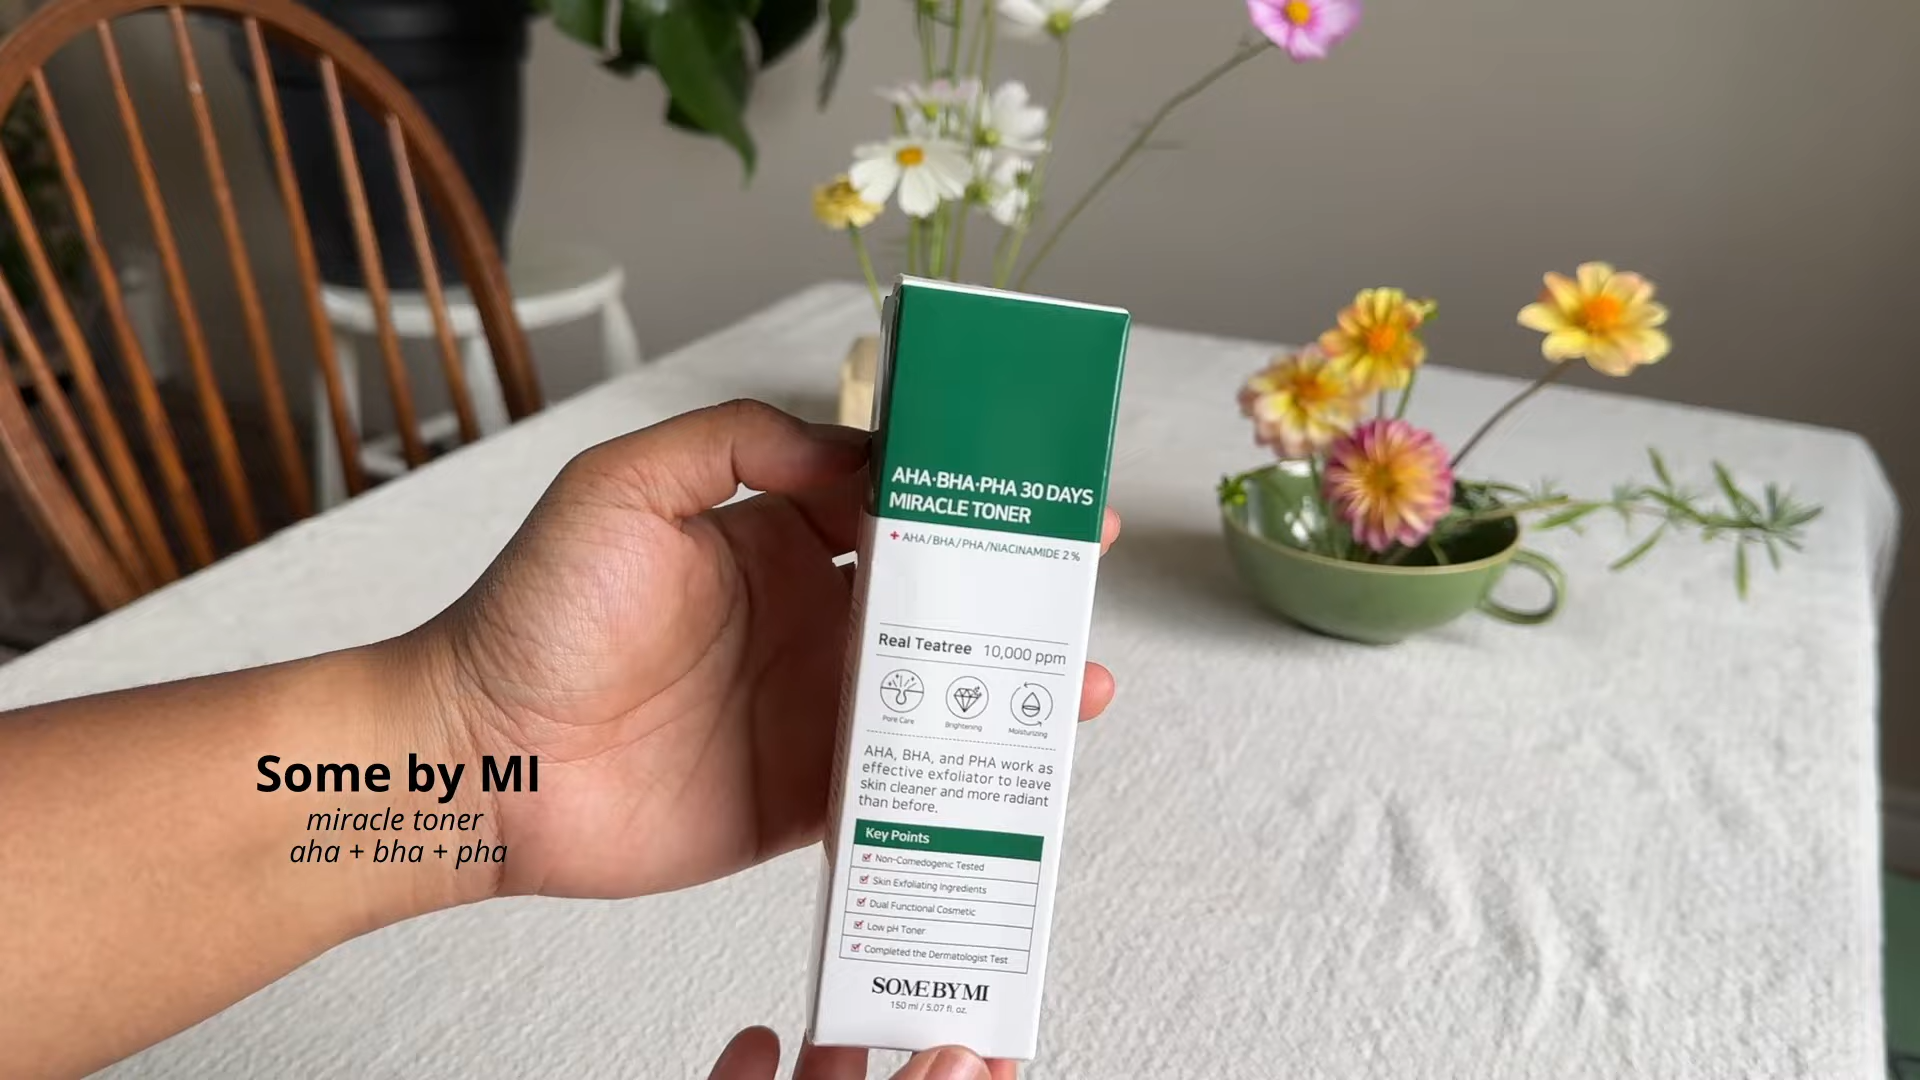 AHA·BHA·PHA 30 DAYS
MIRACLE TONER
+ AHA/BHA/PHA/NIACINAMIDE 2%
Real Teatree 10,000 ppm
Pore Care Brightening Moisturizing
AHA, BHA, and PHA work as
effective exfoliator to leave
skin cleaner and more radiant
than before.
Key Points
Non-Comedogenic Tested
Skin Exfoliating Ingredients
Dual Functional Cosmetic
Low pH Toner
Completed the Dermatologist Test
SOME BY MI
150 ml / 5.07 fl. oz.
Some by MI
miracle toner
aha + bha + pha